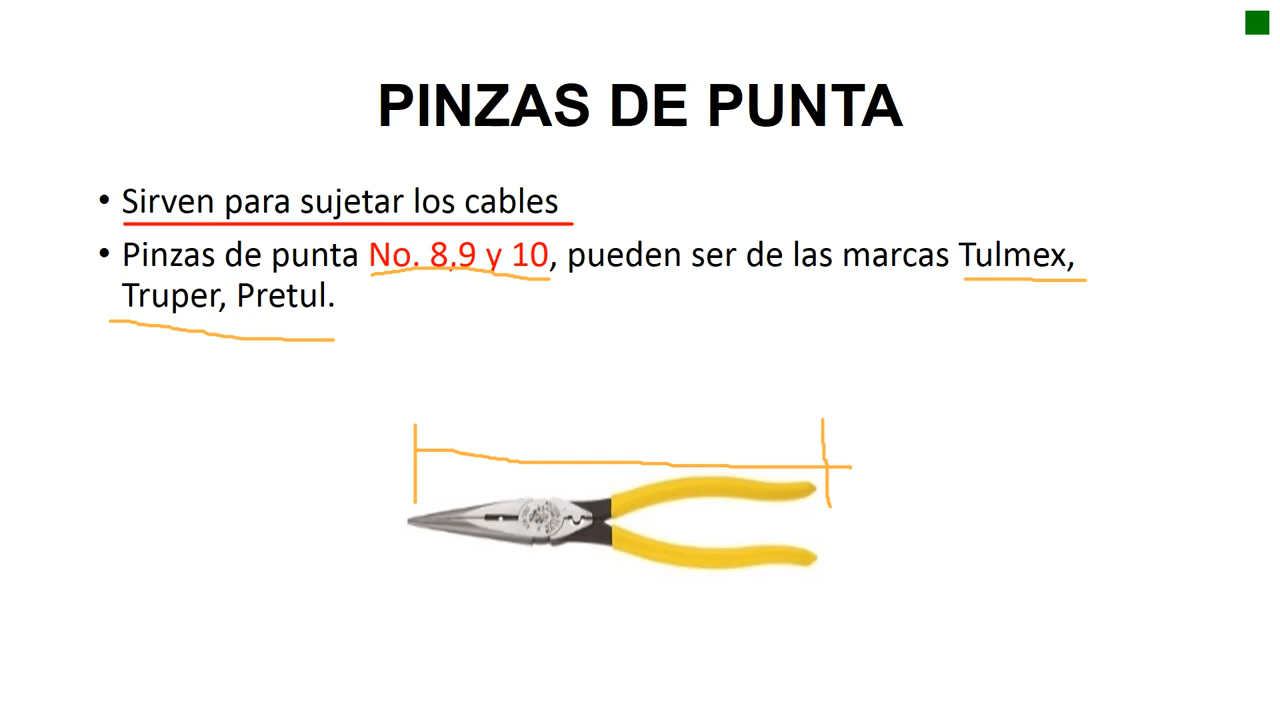 PINZAS DE PUNTA
• Sirven para sujetar los cables
• Pinzas de punta No. 8,9 y 10, pueden ser de las marcas Tulmex,
Truper, Pretul.